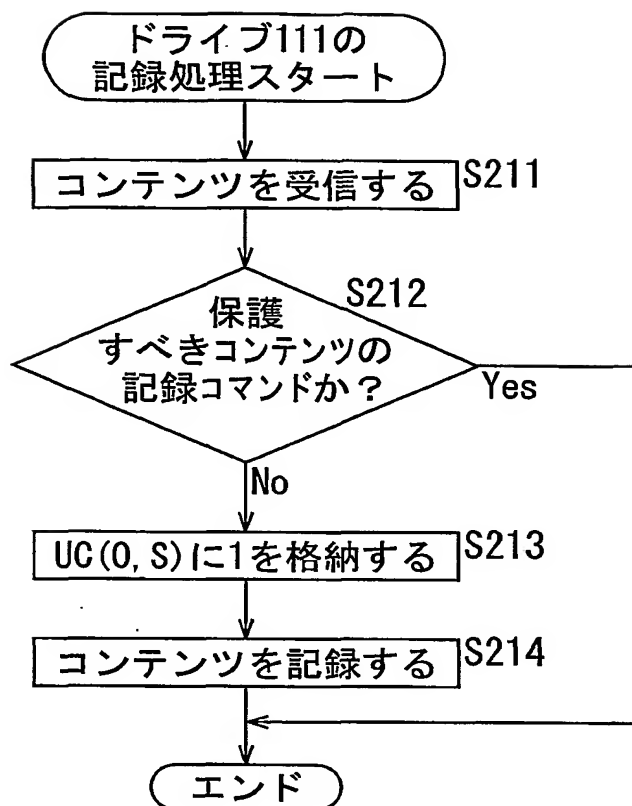 ドライブ111の
記録処理スタート
コンテンツを受信する
S211
S212
保護
すべきコンテンツの
記録コマンドか？
Yes
No
UC(0,S)に1を格納する
S213
コンテンツを記録する
S214
エンド